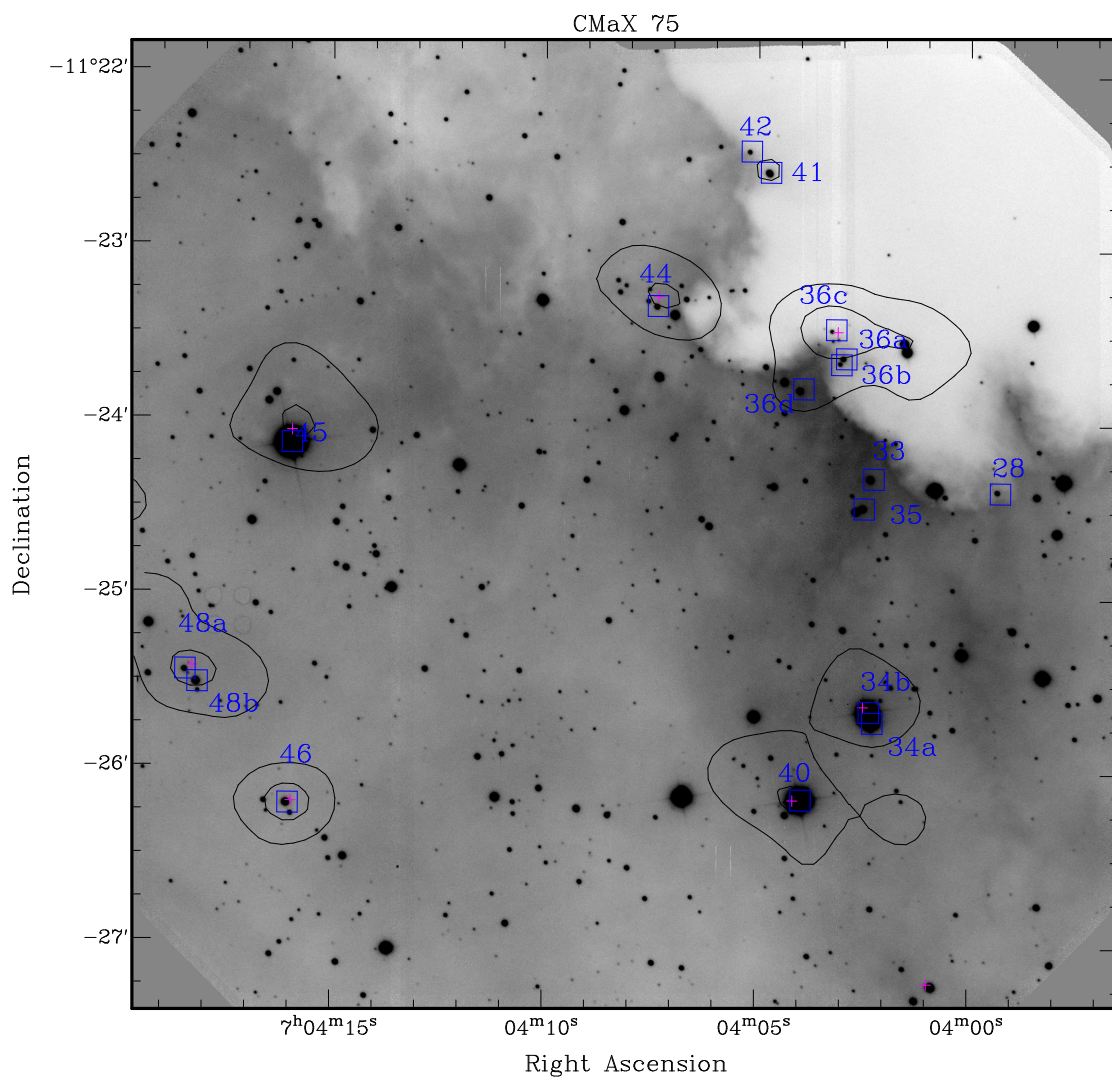 CMaX 75
−11°22′
42
41
−23′
44
36c
36a
36b
36d
−24′
45
33
28
35
−25′
48a
48b
34b
34a
−26′
46
40
−27′
7ʰ04ᵐ15ˢ 04ᵐ10ˢ 04ᵐ05ˢ 04ᵐ00ˢ
Right Ascension
Declination